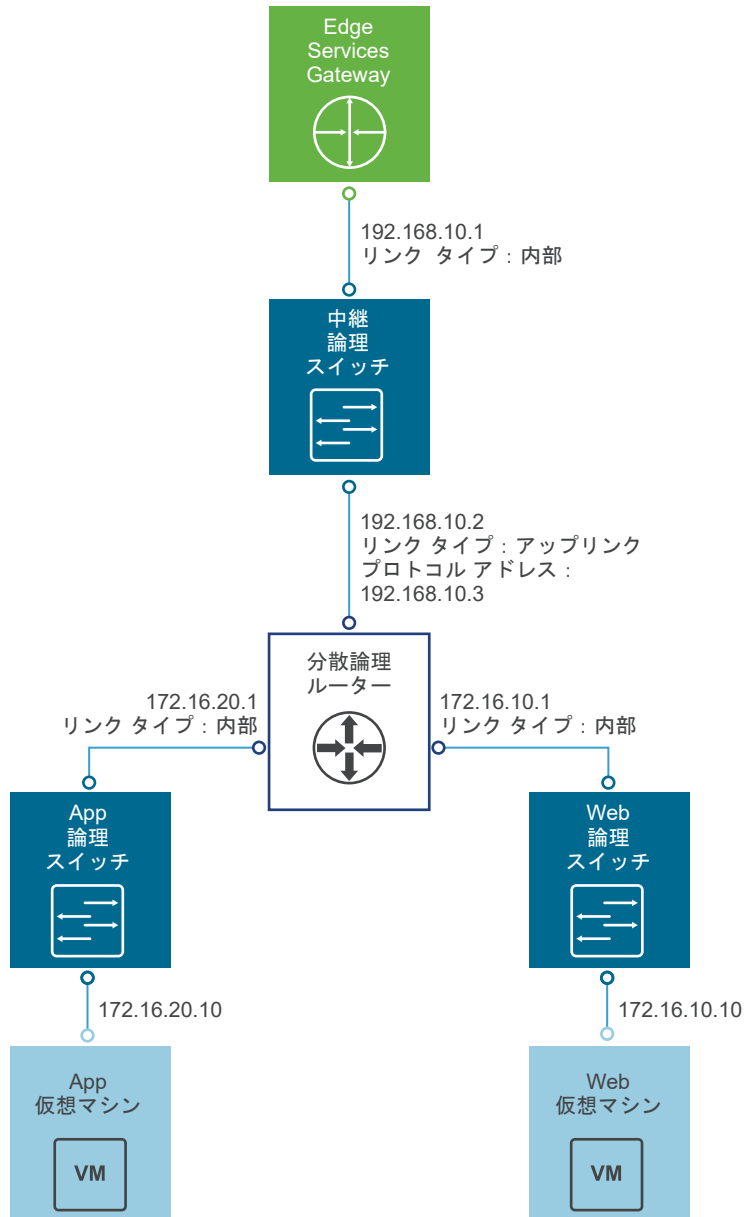 Edge
Services
Gateway
192.168.10.1
リンク タイプ：内部
中継
論理
スイッチ
192.168.10.2
リンク タイプ：アップリンク
プロトコル アドレス：
192.168.10.3
分散論理
ルーター
172.16.20.1
リンク タイプ：内部
172.16.10.1
リンク タイプ：内部
App
論理
スイッチ
Web
論理
スイッチ
172.16.20.10
172.16.10.10
App
仮想マシン
VM
Web
仮想マシン
VM